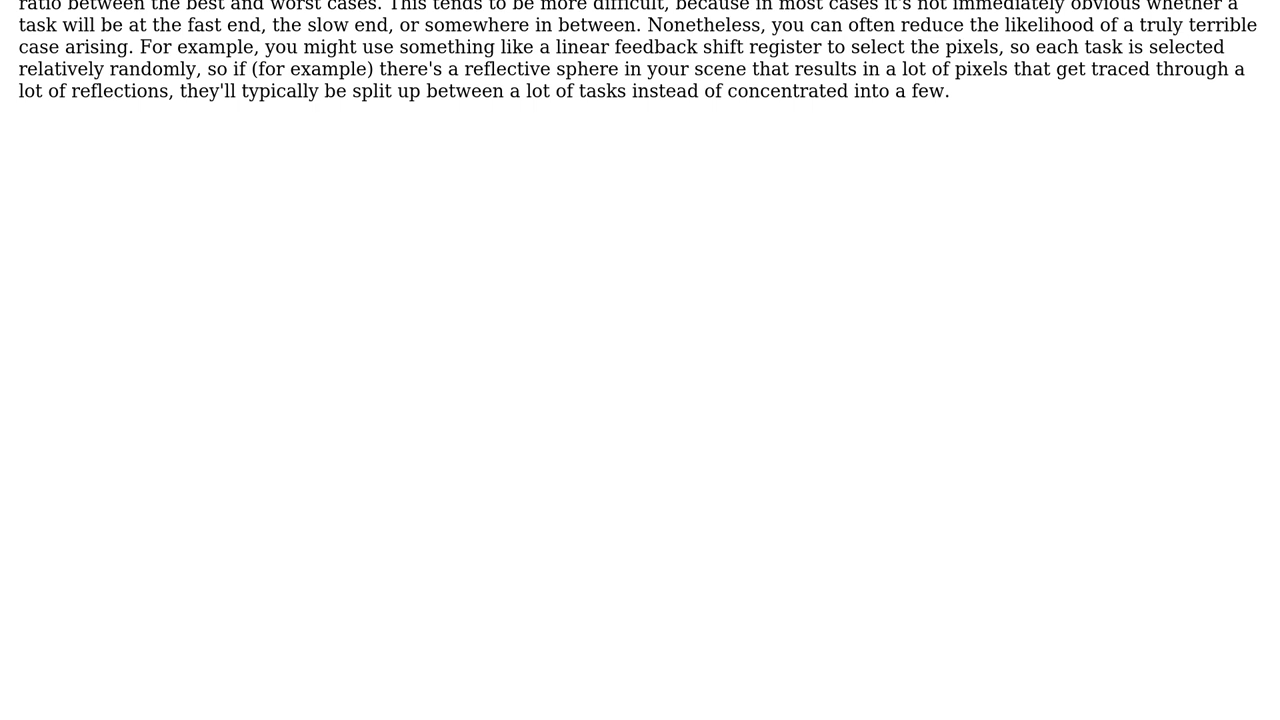 ratio between the best and worst cases. This tends to be more difficult, because in most cases it's not immediately obvious whether a
task will be at the fast end, the slow end, or somewhere in between. Nonetheless, you can often reduce the likelihood of a truly terrible
case arising. For example, you might use something like a linear feedback shift register to select the pixels, so each task is selected
relatively randomly, so if (for example) there's a reflective sphere in your scene that results in a lot of pixels that get traced through a
lot of reflections, they'll typically be split up between a lot of tasks instead of concentrated into a few.